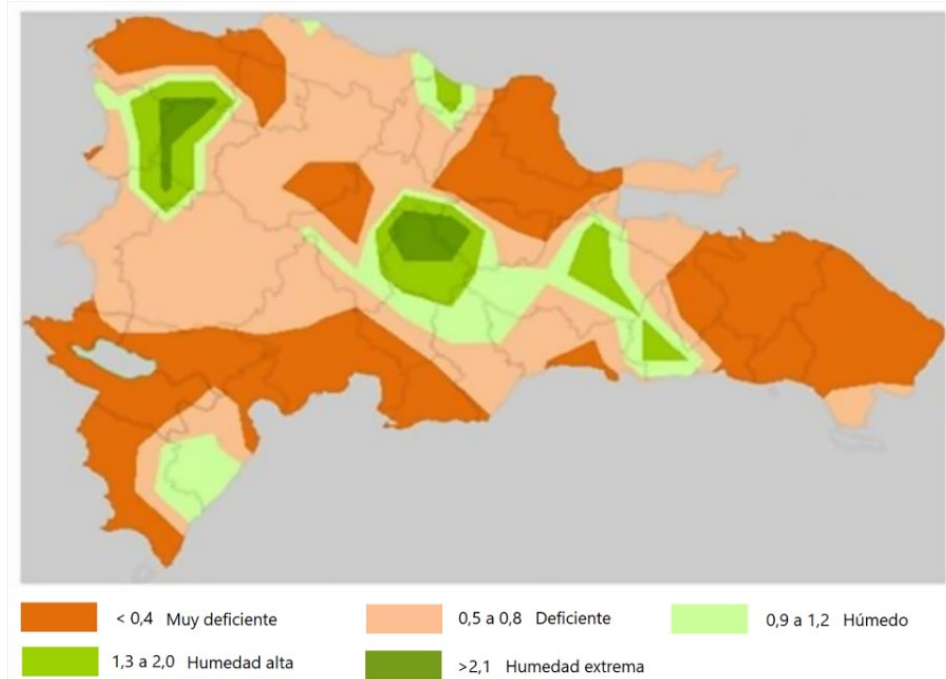 < 0,4 Muy deficiente
0,5 a 0,8 Deficiente
0,9 a 1,2 Húmedo
1,3 a 2,0 Humedad alta
>2,1 Humedad extrema